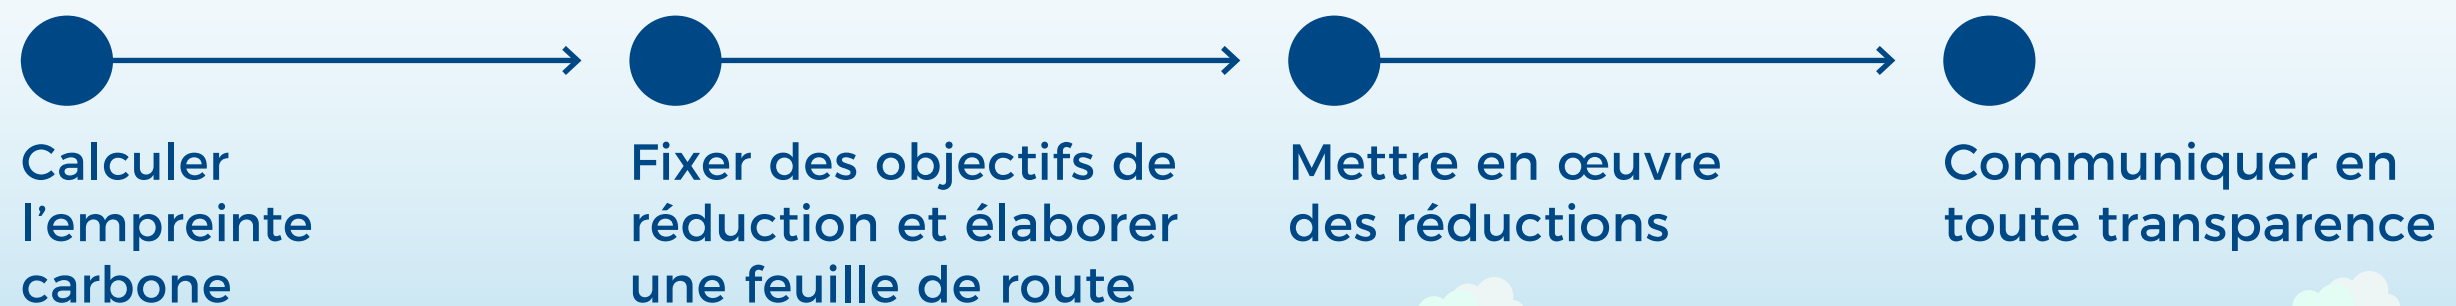 Calculer
l’empreinte
carbone
Fixer des objectifs de
réduction et élaborer
une feuille de route
Mettre en œuvre
des réductions
Communiquer en
toute transparence